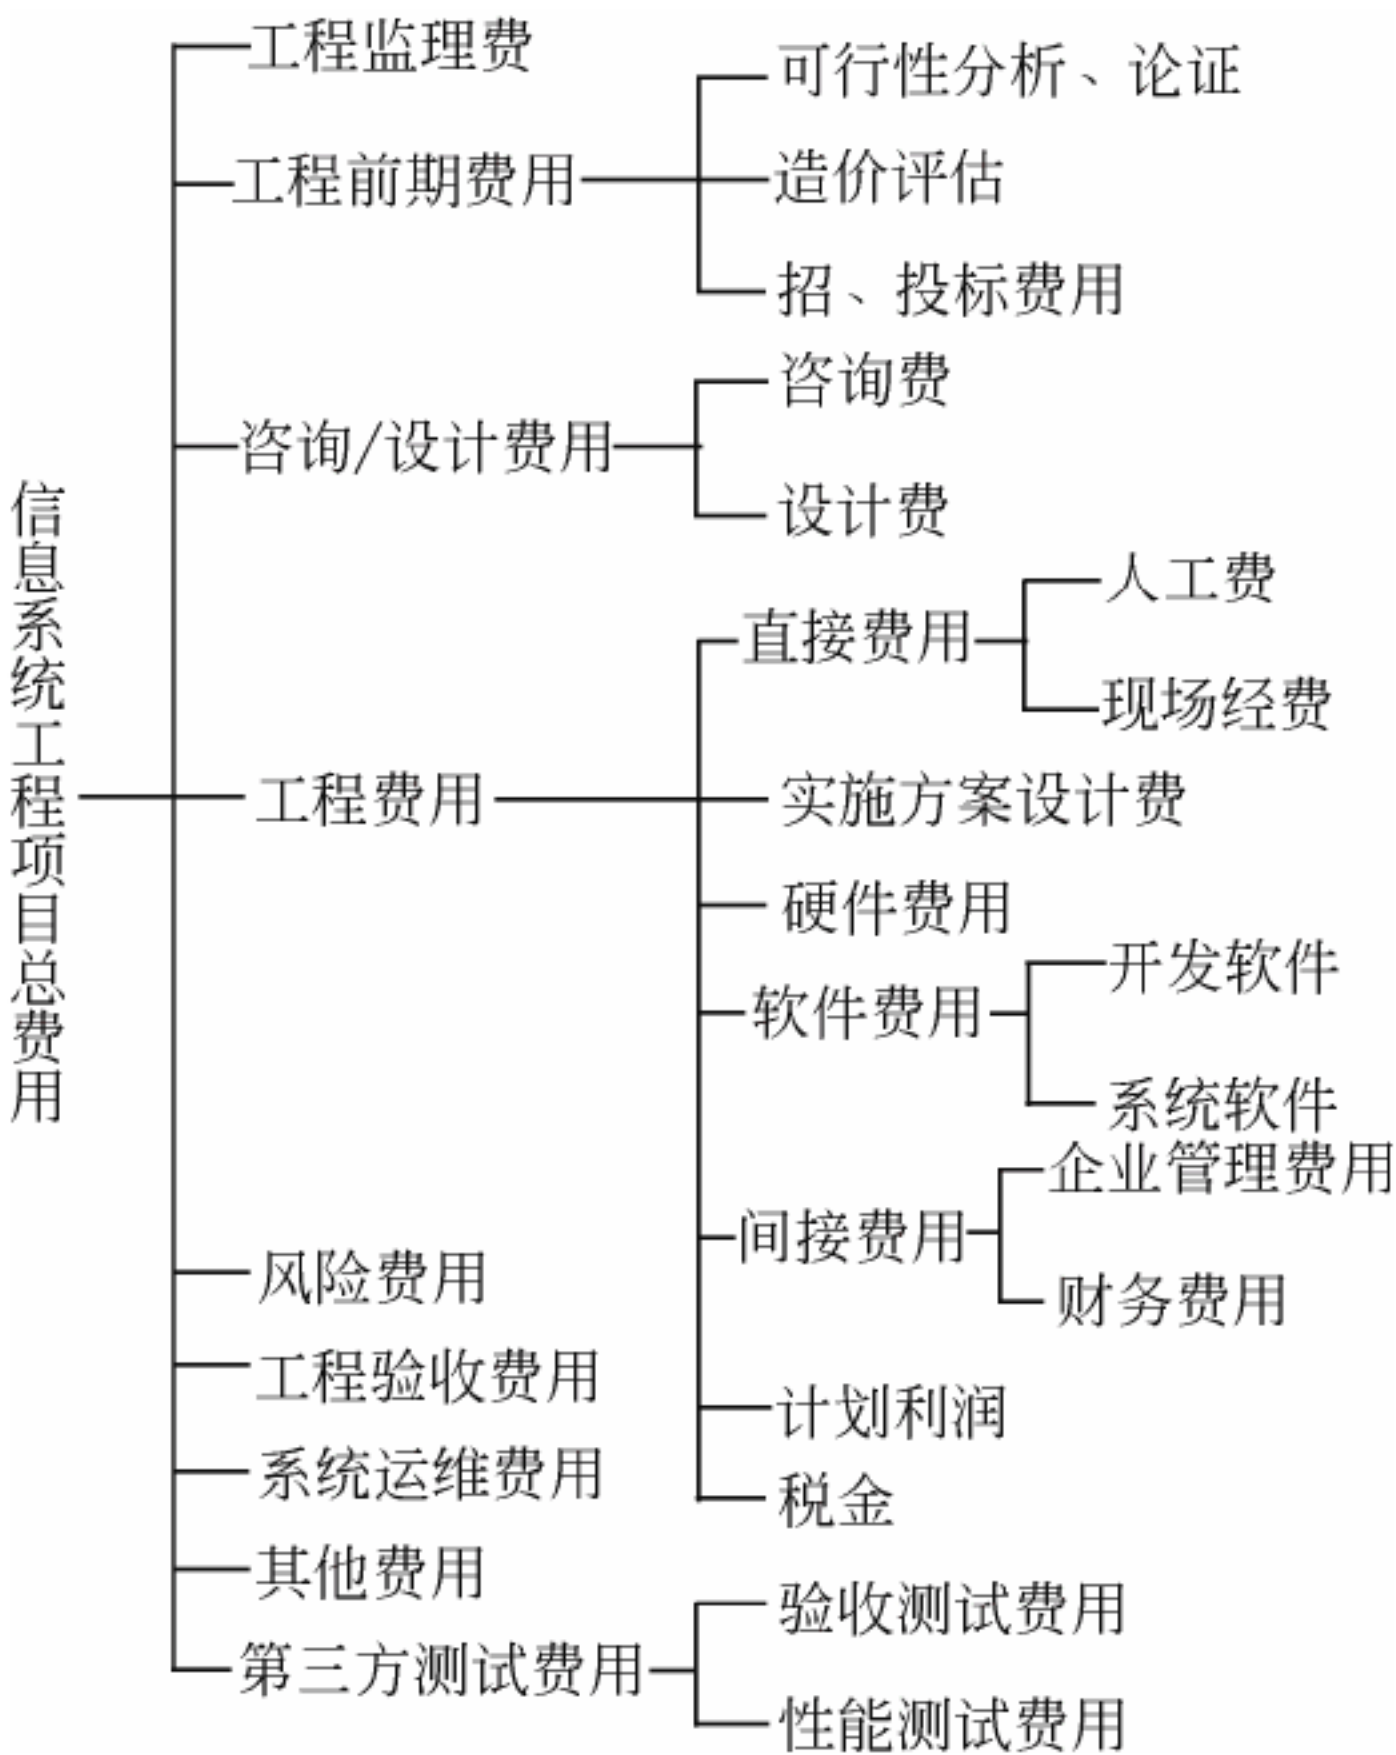 信息系统工程项目总费用
工程监理费
工程前期费用
可行性分析、论证
造价评估
招、投标费用
咨询/设计费用
咨询费
设计费
工程费用
直接费用
人工费
现场经费
实施方案设计费
硬件费用
软件费用
开发软件
系统软件
间接费用
企业管理费用
财务费用
计划利润
税金
风险费用
工程验收费用
系统运维费用
其他费用
第三方测试费用
验收测试费用
性能测试费用